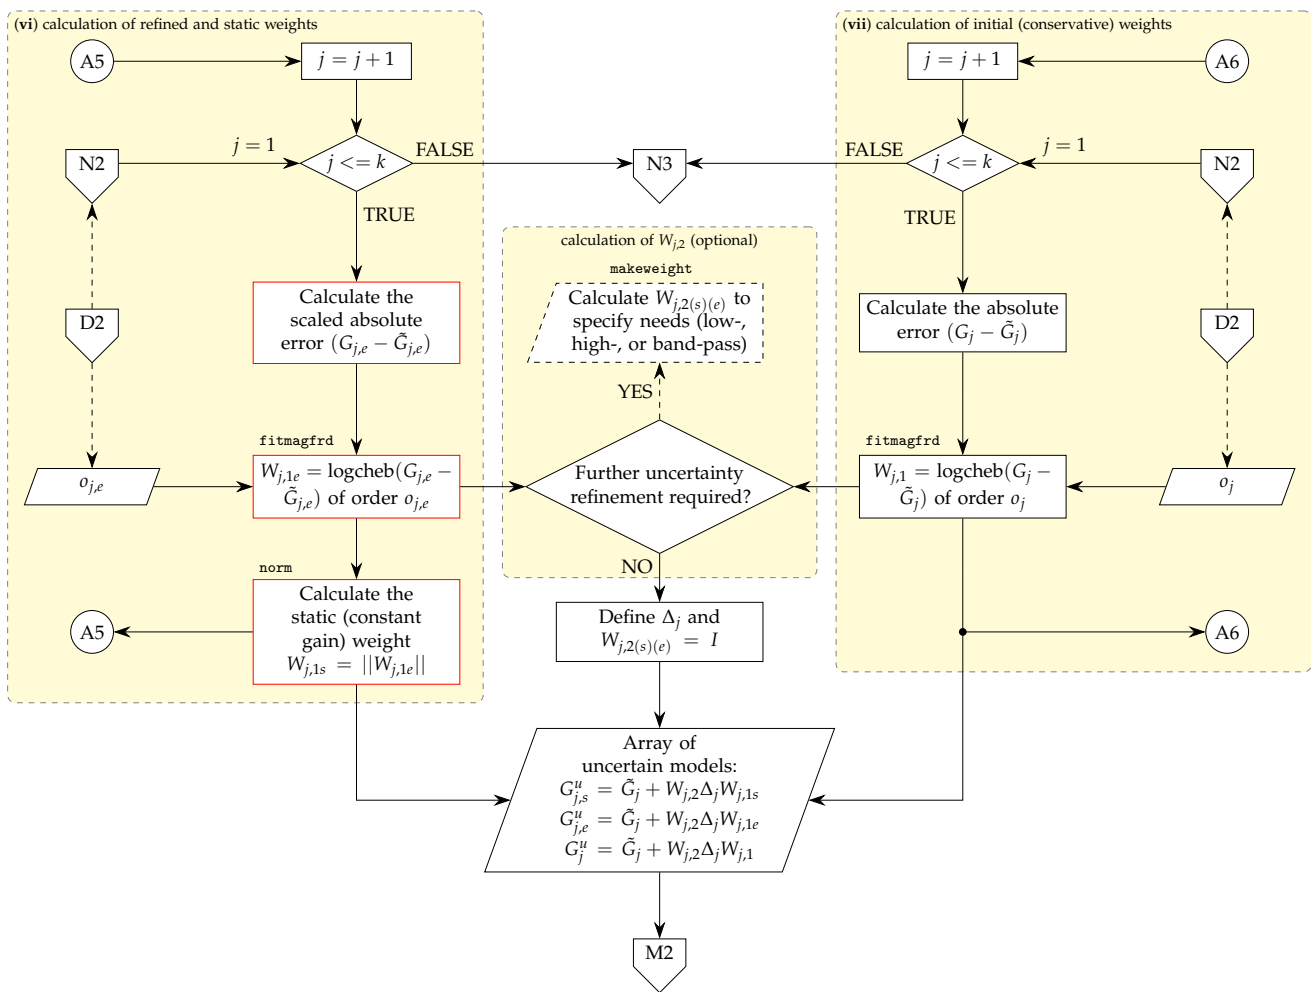 (vi) calculation of refined and static weights
A5
j = j + 1
j = 1
N2
j <= k
FALSE
TRUE
D2
Calculate the
scaled absolute
error (G_{j,e} − G̃_{j,e})
fitmagfrd
o_{j,e}
W_{j,1e} = logcheb(G_{j,e} −
G̃_{j,e}) of order o_{j,e}
norm
Calculate the
static (constant
gain) weight
W_{j,1s} = ||W_{j,1e}||
A5
N3
calculation of W_{j,2} (optional)
makeweight
Calculate W_{j,2(s)(e)} to
specify needs (low-,
high-, or band-pass)
YES
Further uncertainty
refinement required?
NO
Define Δ_j and
W_{j,2(s)(e)} = I
(vii) calculation of initial (conservative) weights
j = j + 1
A6
FALSE
j <= k
j = 1
N2
TRUE
D2
Calculate the absolute
error (G_j − G̃_j)
fitmagfrd
W_{j,1} = logcheb(G_j −
G̃_j) of order o_j
o_j
A6
Array of
uncertain models:
G^u_{j,s} = G̃_j + W_{j,2}Δ_jW_{j,1s}
G^u_{j,e} = G̃_j + W_{j,2}Δ_jW_{j,1e}
G^u_j = G̃_j + W_{j,2}Δ_jW_{j,1}
M2